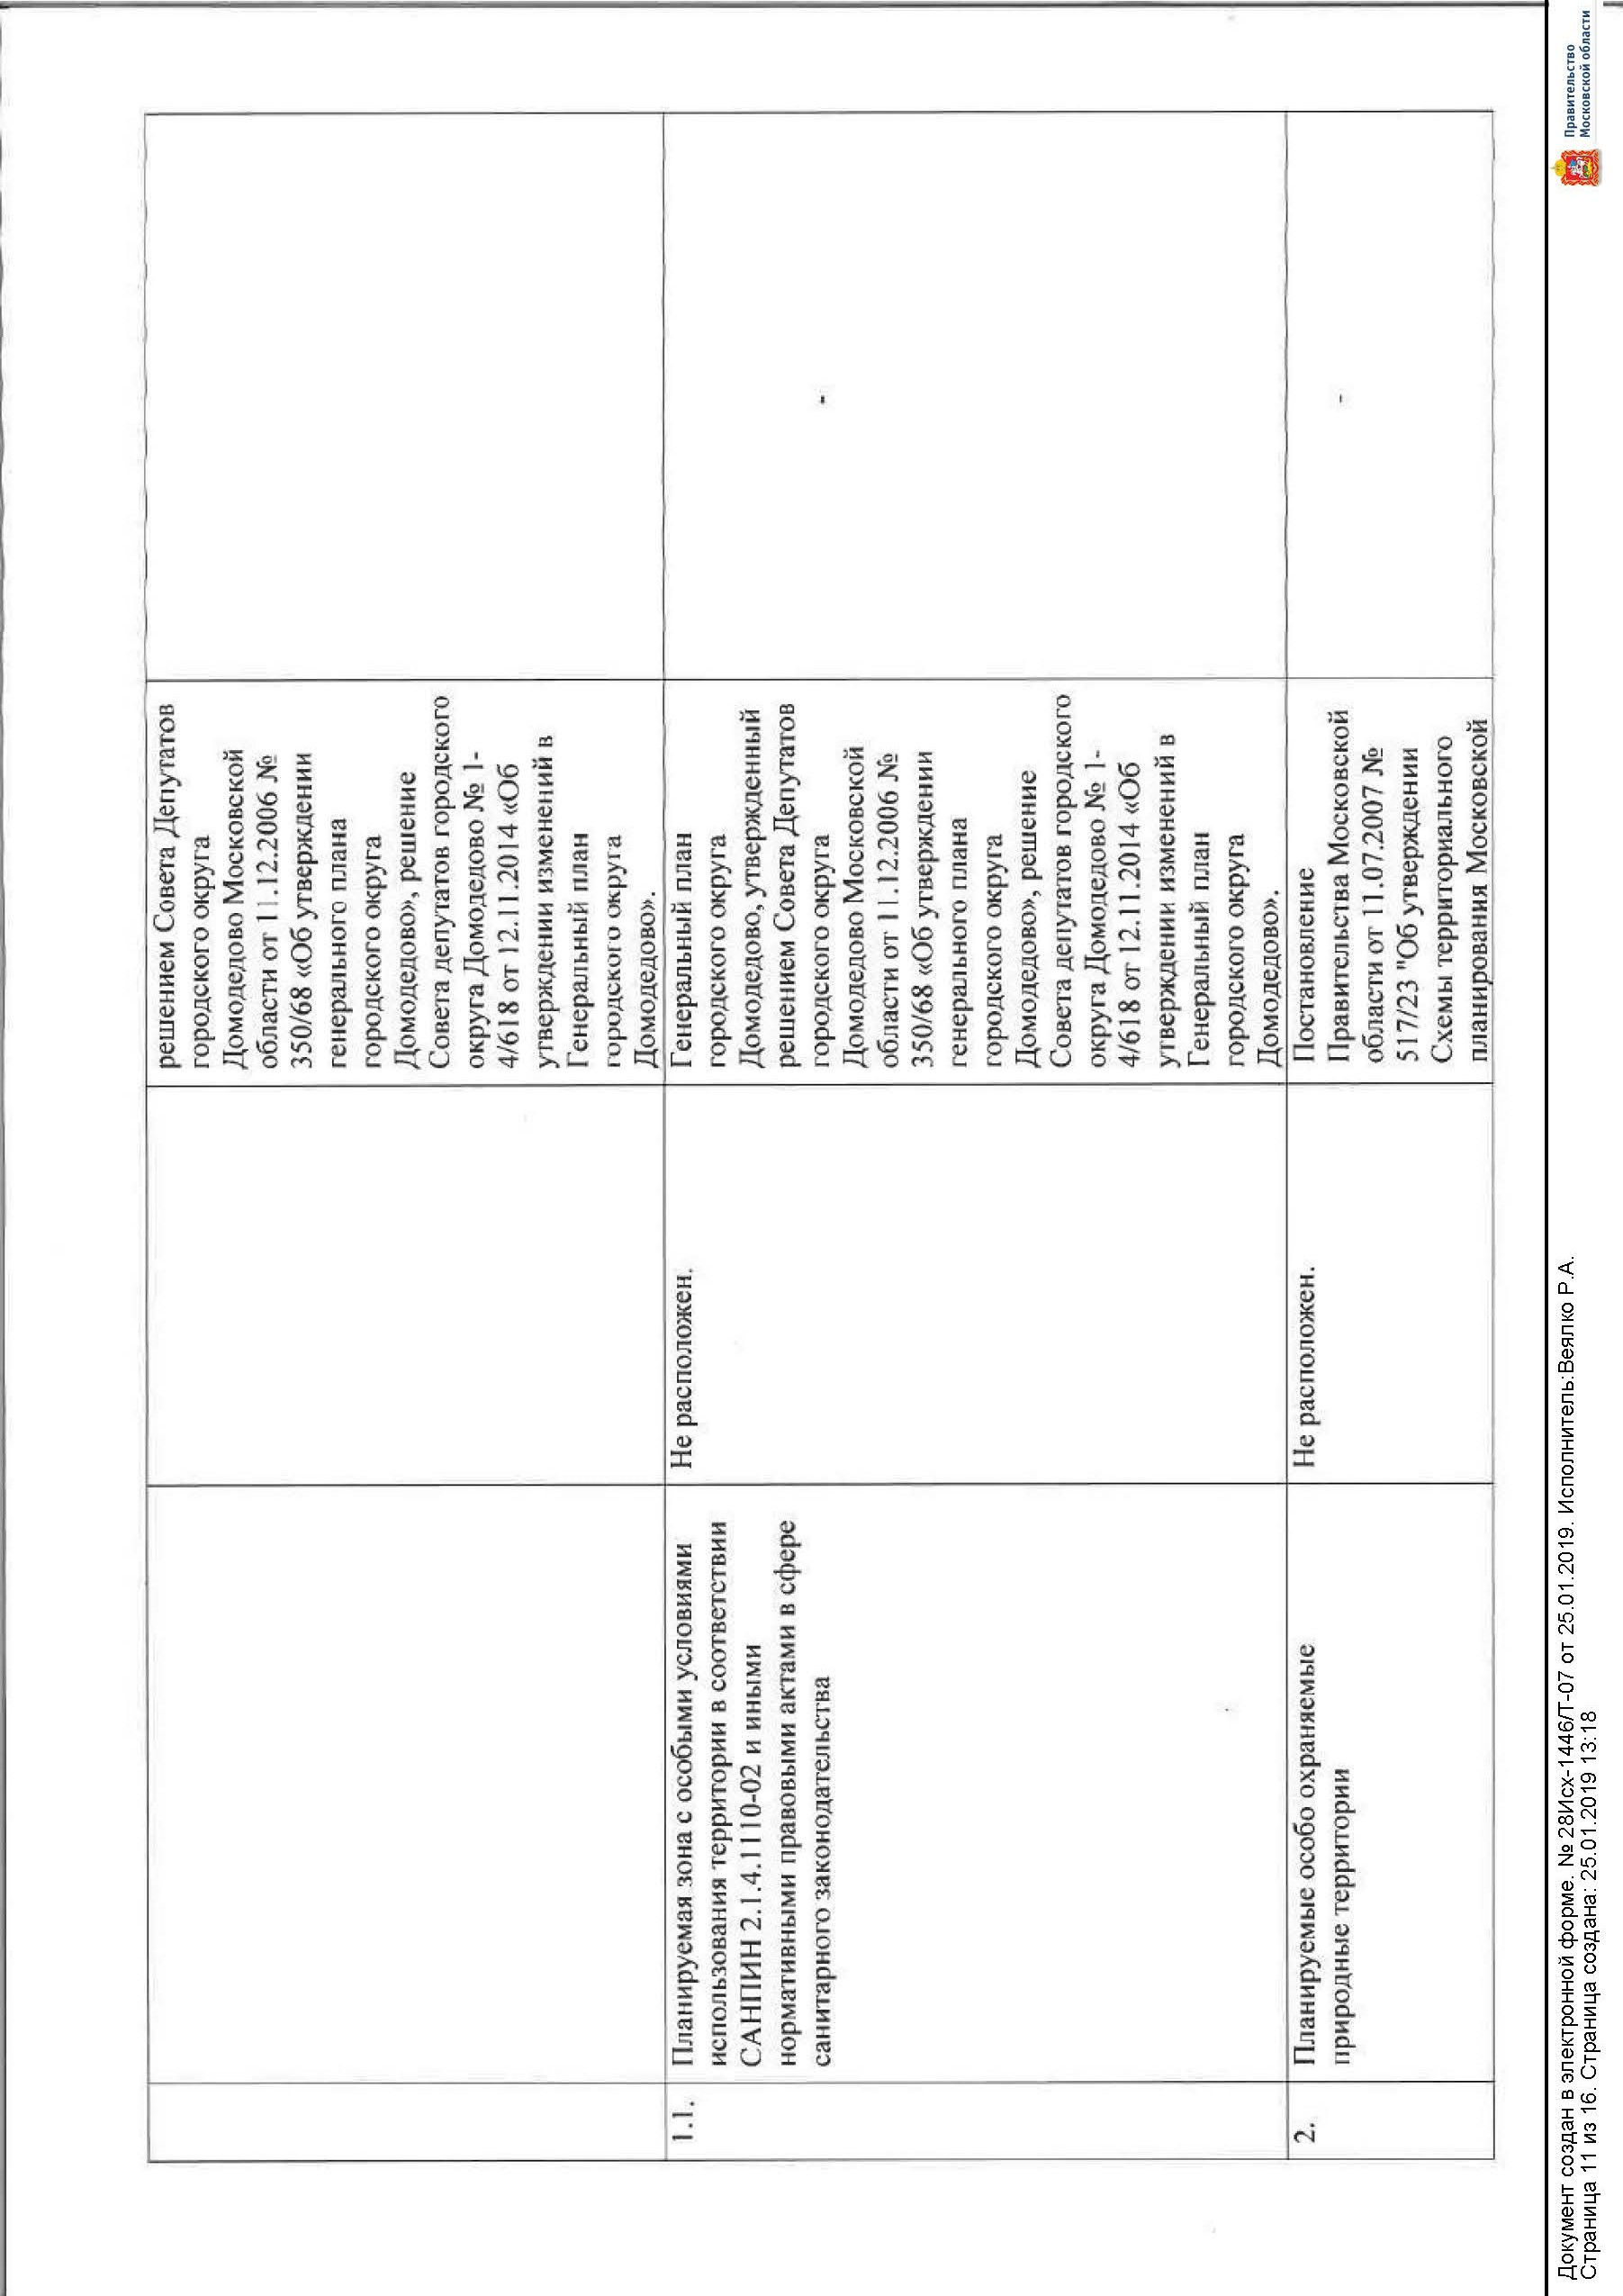 решением Совета Депутатов
городского округа
Домодедово Московской
области от 11.12.2006 №
350/68 «Об утверждении
генерального плана
городского округа
Домодедово», решение
Совета депутатов городского
округа Домодедово № 1-
4/618 от 12.11.2014 «Об
утверждении изменений в
Генеральный план
городского округа
Домодедово».
1.1.
Планируемая зона с особыми условиями
использования территории в соответствии
САНПИН 2.1.4.1110-02 и иными
нормативными правовыми актами в сфере
санитарного законодательства
Не расположен.
Генеральный план
городского округа
Домодедово, утвержденный
решением Совета Депутатов
городского округа
Домодедово Московской
области от 11.12.2006 №
350/68 «Об утверждении
генерального плана
городского округа
Домодедово», решение
Совета депутатов городского
округа Домодедово № 1-
4/618 от 12.11.2014 «Об
утверждении изменений в
Генеральный план
городского округа
Домодедово».
-
2.
Планируемые особо охраняемые
природные территории
Не расположен.
Постановление
Правительства Московской
области от 11.07.2007 №
517/23 "Об утверждении
Схемы территориального
планирования Московской
-
Документ создан в электронной форме. № 28Исх-1446/Т-07 от 25.01.2019. Исполнитель:Веялко Р.А.
Страница 11 из 16. Страница создана: 25.01.2019 13:18
Правительство
Московской области